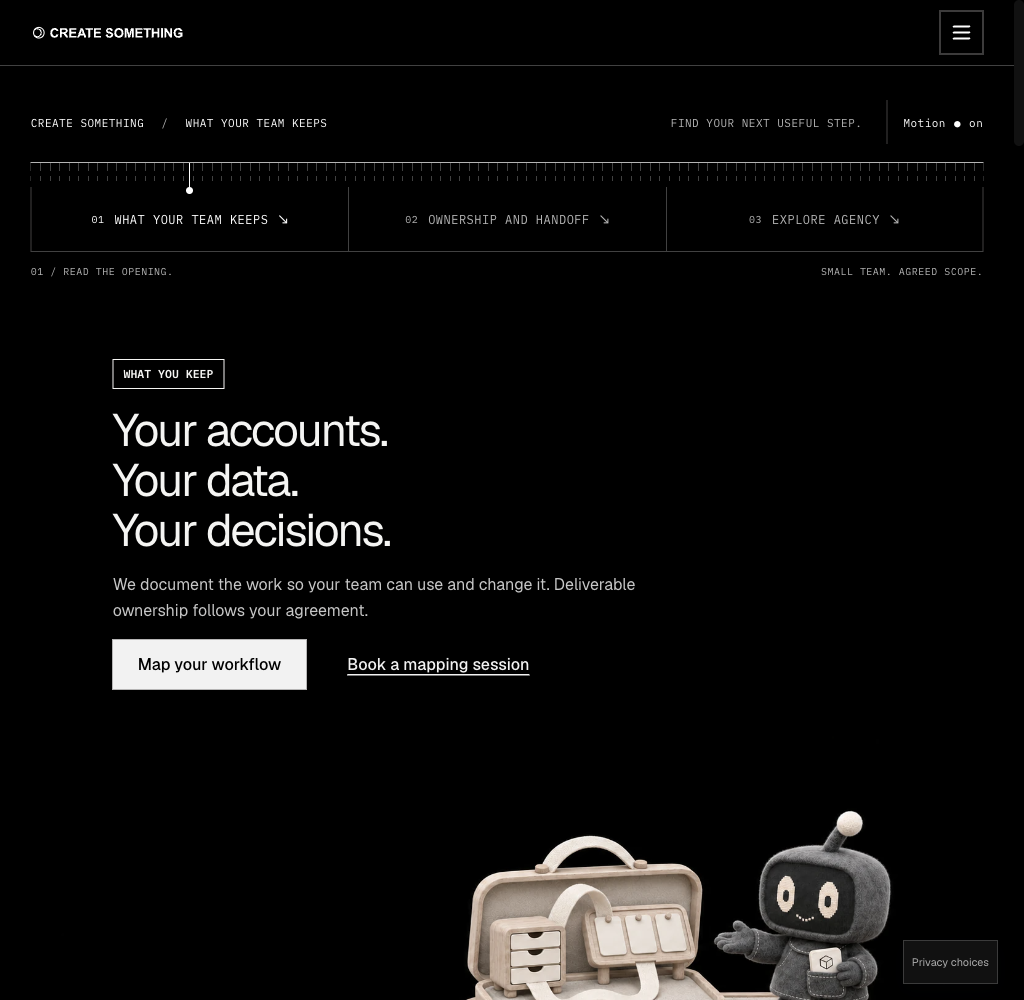 CREATE SOMETHING
CREATE SOMETHING / WHAT YOUR TEAM KEEPS
FIND YOUR NEXT USEFUL STEP.
Motion ● on
01 WHAT YOUR TEAM KEEPS ↘
02 OWNERSHIP AND HANDOFF ↘
03 EXPLORE AGENCY ↘
01 / READ THE OPENING.
SMALL TEAM. AGREED SCOPE.
WHAT YOU KEEP
Your accounts.
Your data.
Your decisions.
We document the work so your team can use and change it. Deliverable
ownership follows your agreement.
Map your workflow
Book a mapping session
Privacy choices